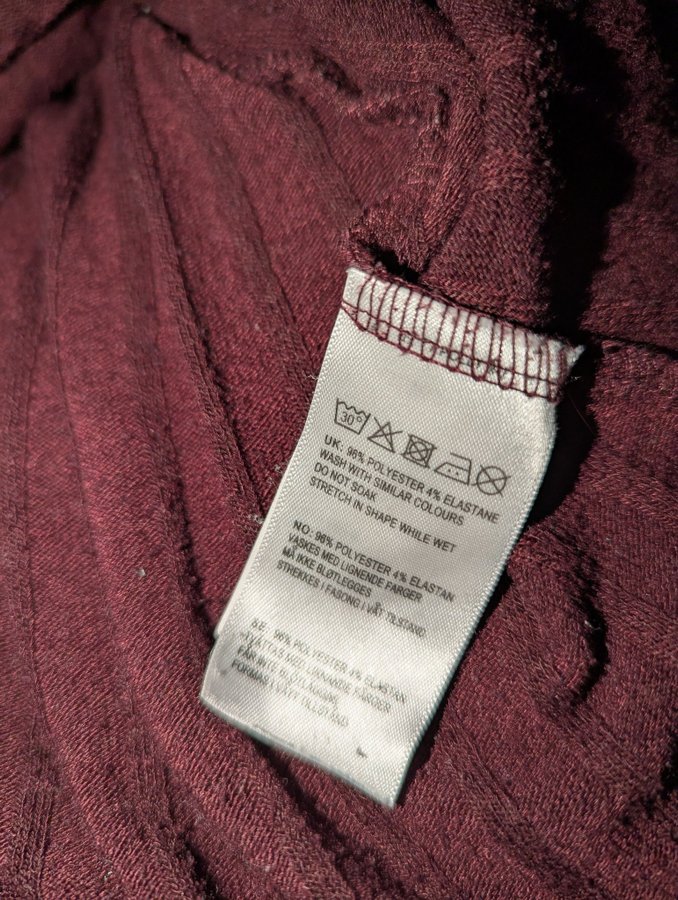 30°
UK: 96% POLYESTER 4% ELASTANE
WASH WITH SIMILAR COLOURS
DO NOT SOAK
STRETCH IN SHAPE WHILE WET
NO: 96% POLYESTER 4% ELASTAN
VASKES MED LIGNENDE FARGER
MÅ IKKE BLØTLEGGES
STREKKES I FASONG I VÅT TILSTAND
SE: 96% POLYESTER 4% ELASTAN
TVÄTTAS MED LIKNANDE FÄRGER
FÅR INTE BLÖTLÄGGAS
FORMAS I VÅTT TILLSTÅND